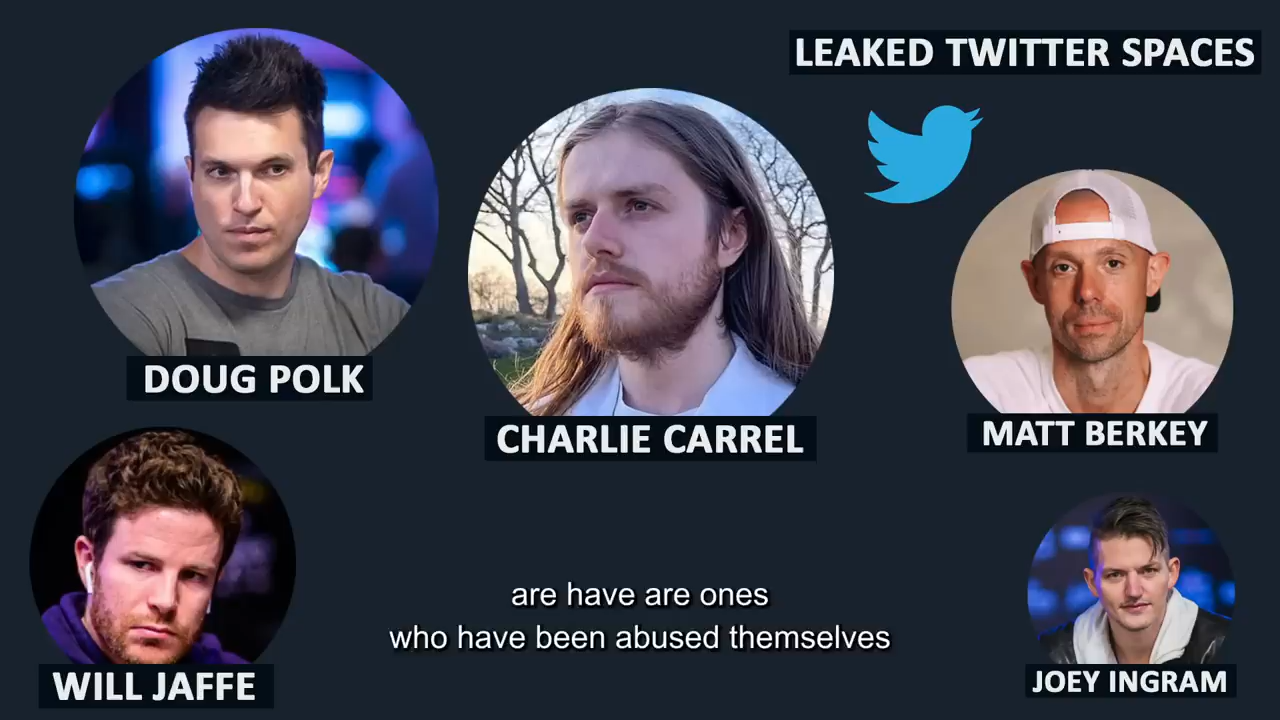 LEAKED TWITTER SPACES
DOUG POLK
CHARLIE CARREL
MATT BERKEY
are have are ones
who have been abused themselves
WILL JAFFE
JOEY INGRAM